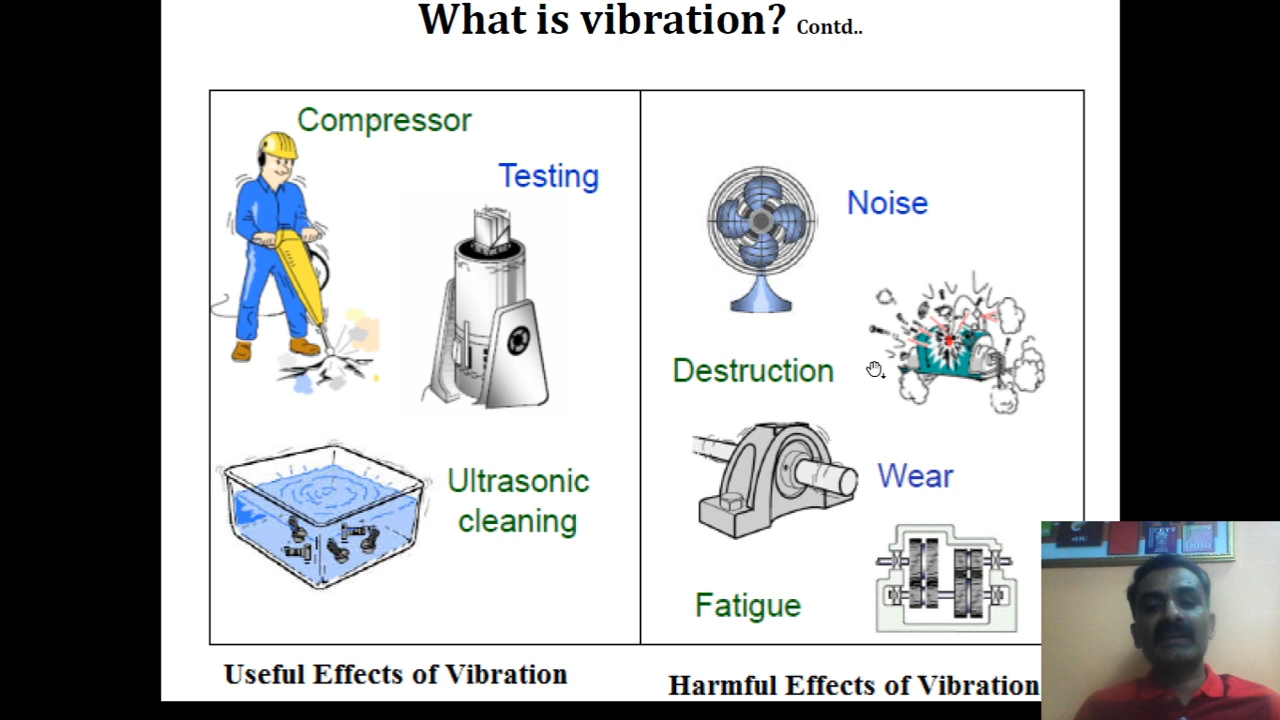 What is vibration? Contd..
Compressor
Testing
Ultrasonic
cleaning
Noise
Destruction
Wear
Fatigue
Useful Effects of Vibration
Harmful Effects of Vibration